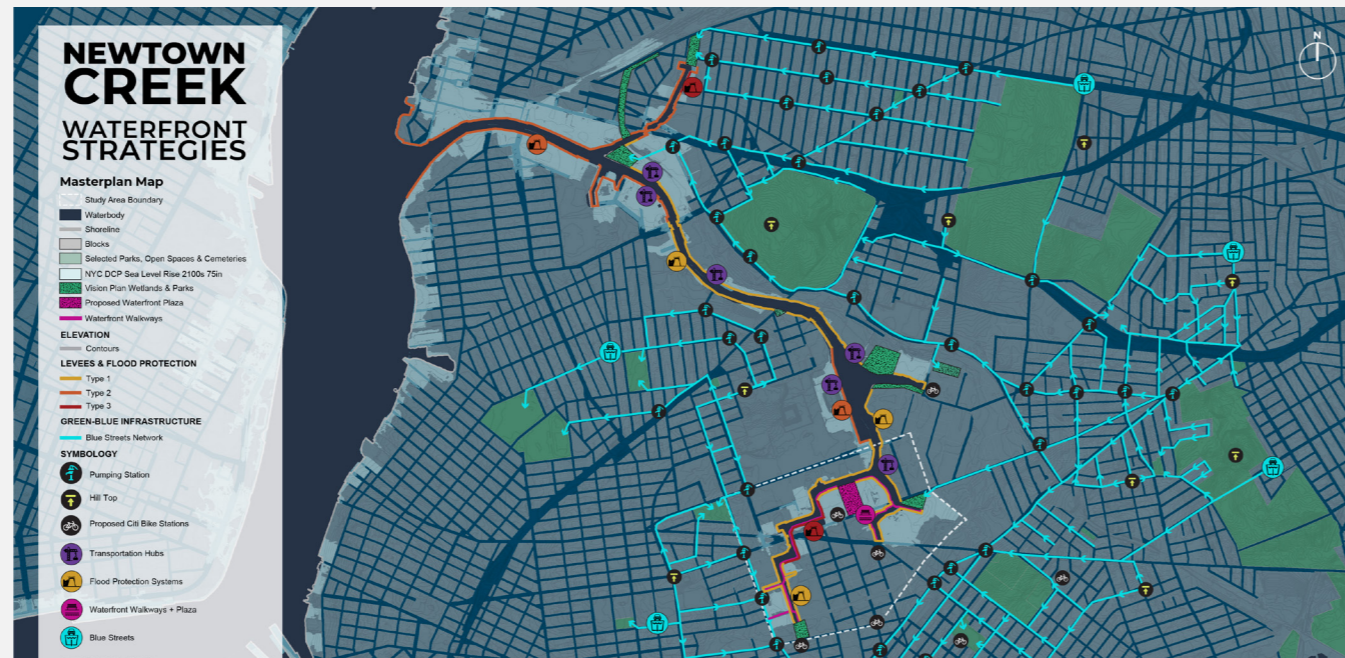 NEWTOWN
CREEK
WATERFRONT
STRATEGIES
Masterplan Map
Study Area Boundary
Waterbody
Shoreline
Blocks
Selected Parks, Open Spaces & Cemeteries
NYC DCP Sea Level Rise 2100s 75in
Vision Plan Wetlands & Parks
Proposed Waterfront Plaza
Waterfront Walkways
ELEVATION
Contours
LEVEES & FLOOD PROTECTION
Type 1
Type 2
Type 3
GREEN-BLUE INFRASTRUCTURE
Blue Streets Network
SYMBOLOGY
Pumping Station
Hill Top
Proposed Citi Bike Stations
Transportation Hubs
Flood Protection Systems
Waterfront Walkways + Plaza
Blue Streets
N